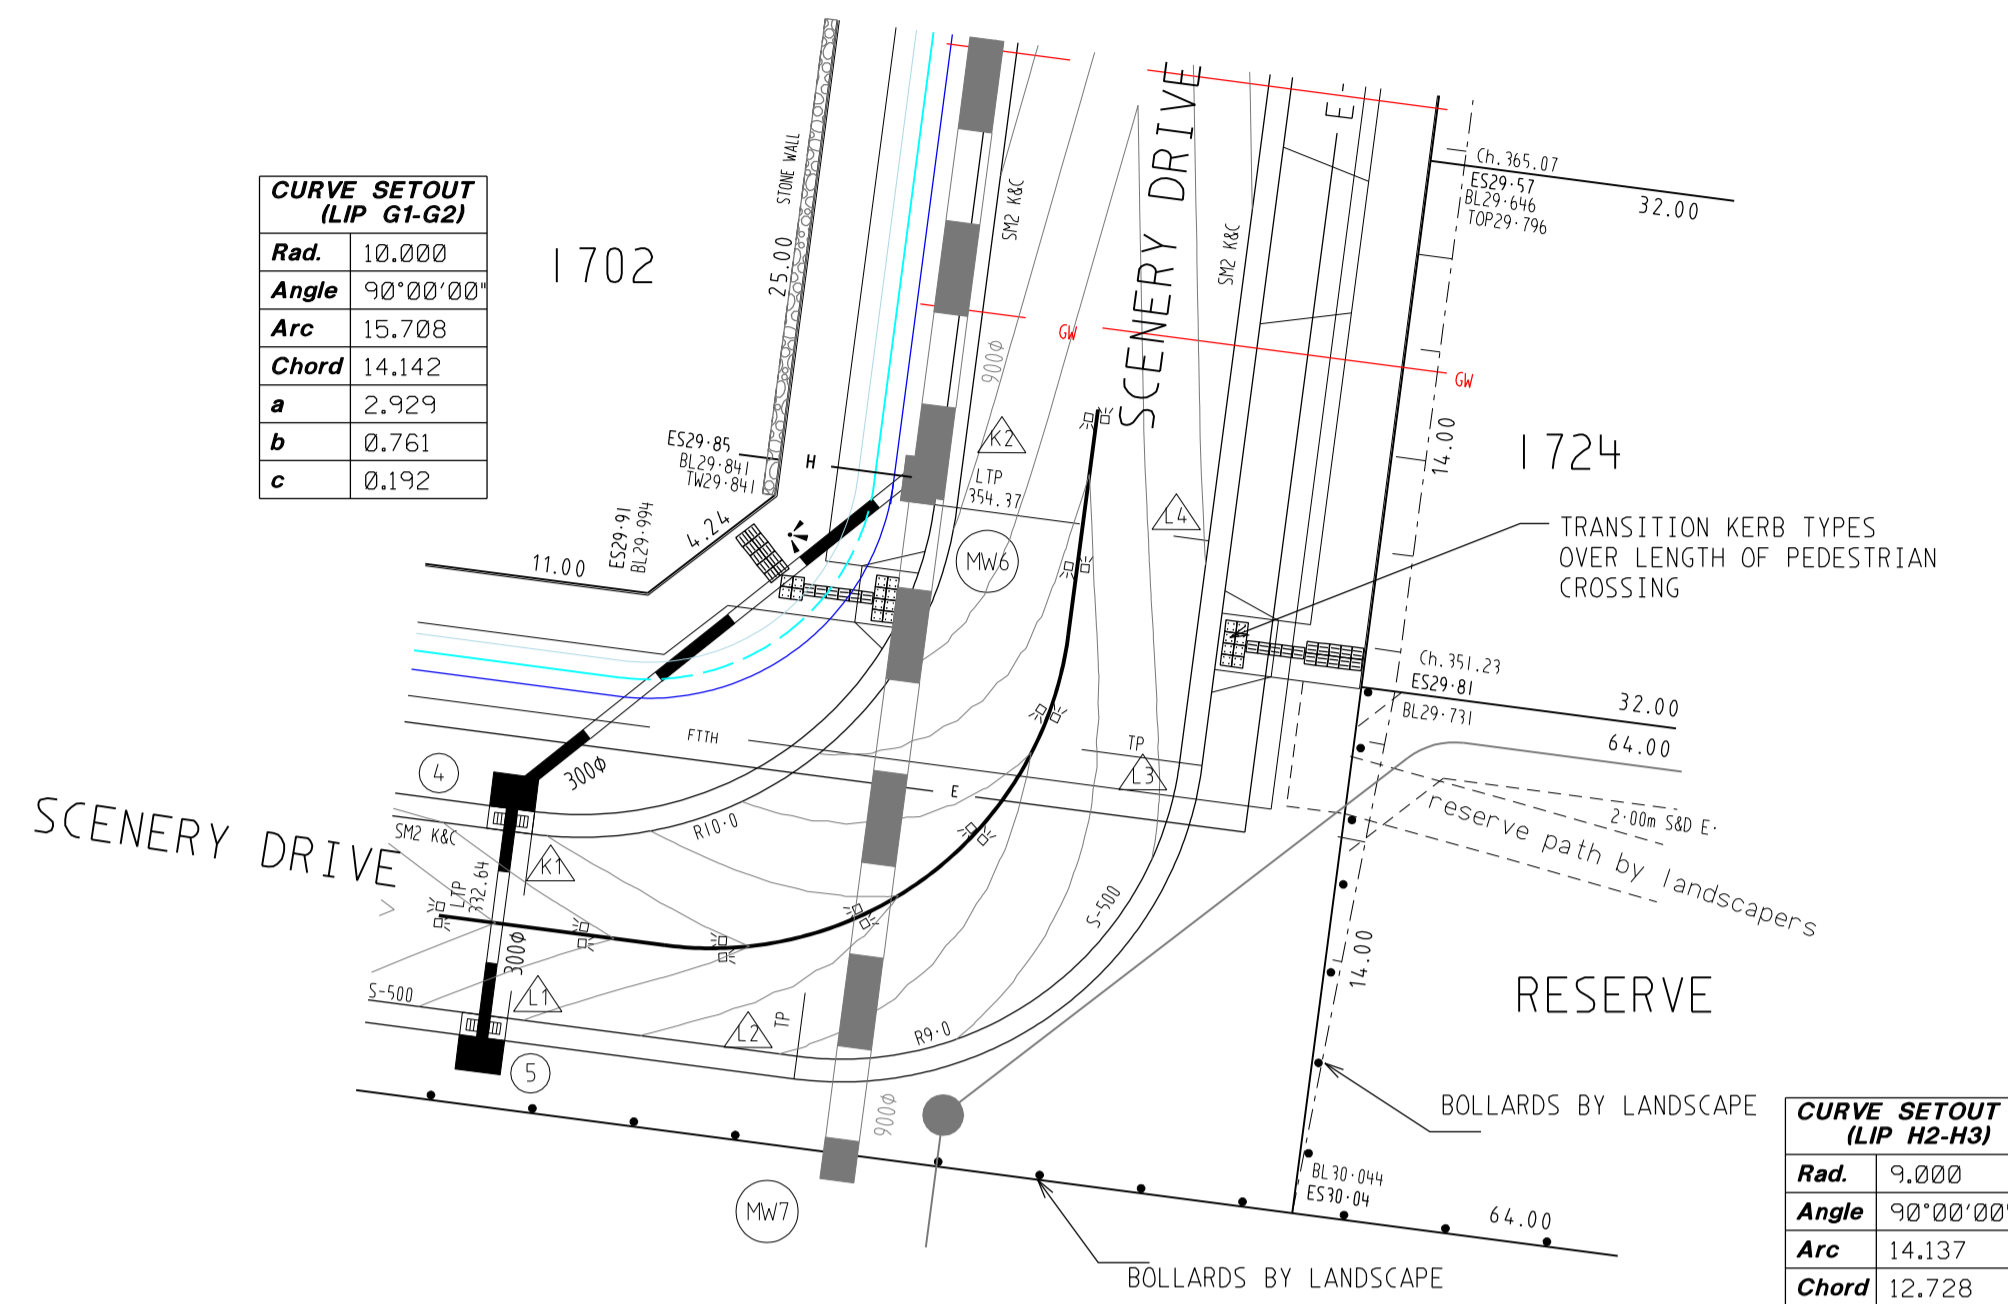 CURVE SETOUT
(LIP G1-G2)
Rad. 10.000
Angle 90°00'00"
Arc 15.708
Chord 14.142
a 2.929
b 0.761
c 0.192
1702
25.00 STONE WALL
SM2 K&C
SCENERY DRIVE
SM2 K&C
E
Ch.365.07
ES29·57
BL29·646
TOP29·796
32.00
GW
GW
900Φ
14.00
1724
ES29·85
BL29·841
TW29·841
H
K2
LTP
354.37
L4
TRANSITION KERB TYPES
OVER LENGTH OF PEDESTRIAN
CROSSING
ES29·91
BL29·994
4.24
11.00
MW6
Ch.351.23
ES29·81
BL29·731
32.00
64.00
FTTH
TP
L3
E
4
300Φ
R10·0
SM2 K&C
SCENERY DRIVE
K1
LTP
332.64
300Φ
S-500
2·00m S&D E·
reserve path by landscapers
14.00
RESERVE
S-500
L1
L2
TP
R9·0
5
900Φ
MW7
BOLLARDS BY LANDSCAPE
BL30·044
ES30·04
64.00
BOLLARDS BY LANDSCAPE
CURVE SETOUT
(LIP H2-H3)
Rad. 9.000
Angle 90°00'00"
Arc 14.137
Chord 12.728